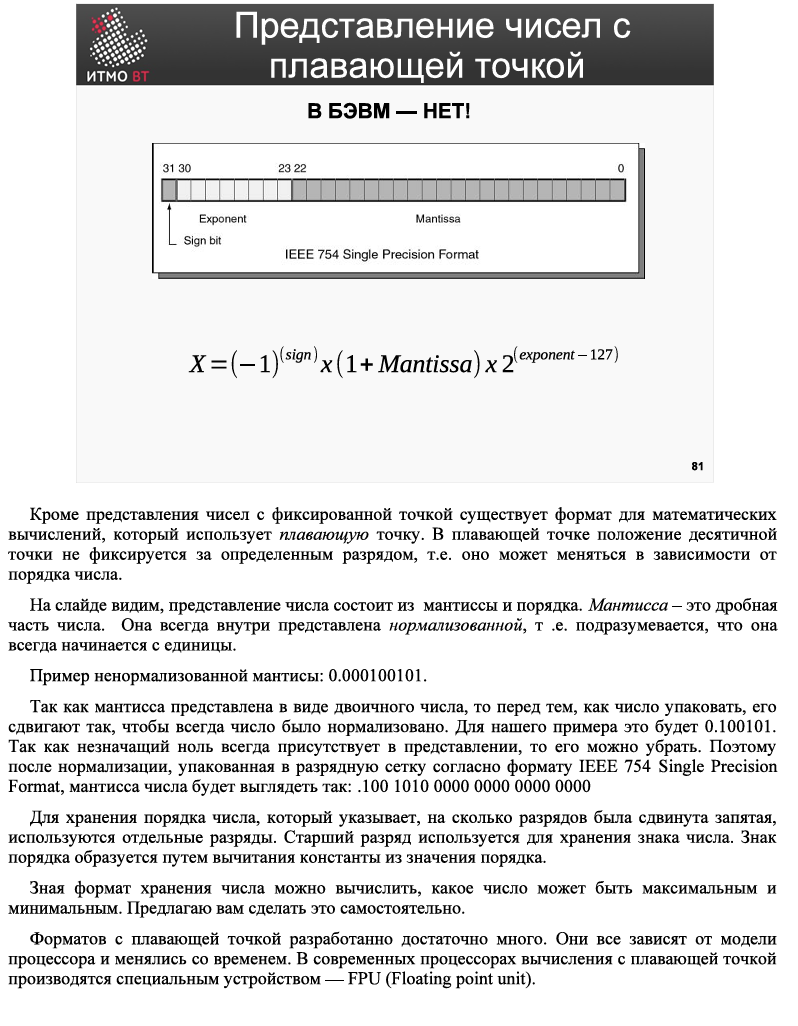 Представление чисел с
плавающей точкой
ИТМО ВТ
В БЭВМ — НЕТ!
31 30 23 22 0
Exponent Mantissa
Sign bit
IEEE 754 Single Precision Format
X=(−1)^(sign) x (1+Mantissa) x 2^(exponent−127)
81
Кроме представления чисел с фиксированной точкой существует формат для математических
вычислений, который использует плавающую точку. В плавающей точке положение десятичной
точки не фиксируется за определенным разрядом, т.е. оно может меняться в зависимости от
порядка числа.
На слайде видим, представление числа состоит из мантиссы и порядка. Мантисса – это дробная
часть числа. Она всегда внутри представлена нормализованной, т .е. подразумевается, что она
всегда начинается с единицы.
Пример ненормализованной мантисы: 0.000100101.
Так как мантисса представлена в виде двоичного числа, то перед тем, как число упаковать, его
сдвигают так, чтобы всегда число было нормализовано. Для нашего примера это будет 0.100101.
Так как незначащий ноль всегда присутствует в представлении, то его можно убрать. Поэтому
после нормализации, упакованная в разрядную сетку согласно формату IEEE 754 Single Precision
Format, мантисса числа будет выглядеть так: .100 1010 0000 0000 0000 0000
Для хранения порядка числа, который указывает, на сколько разрядов была сдвинута запятая,
используются отдельные разряды. Старший разряд используется для хранения знака числа. Знак
порядка образуется путем вычитания константы из значения порядка.
Зная формат хранения числа можно вычислить, какое число может быть максимальным и
минимальным. Предлагаю вам сделать это самостоятельно.
Форматов с плавающей точкой разработанно достаточно много. Они все зависят от модели
процессора и менялись со временем. В современных процессорах вычисления с плавающей точкой
производятся специальным устройством — FPU (Floating point unit).